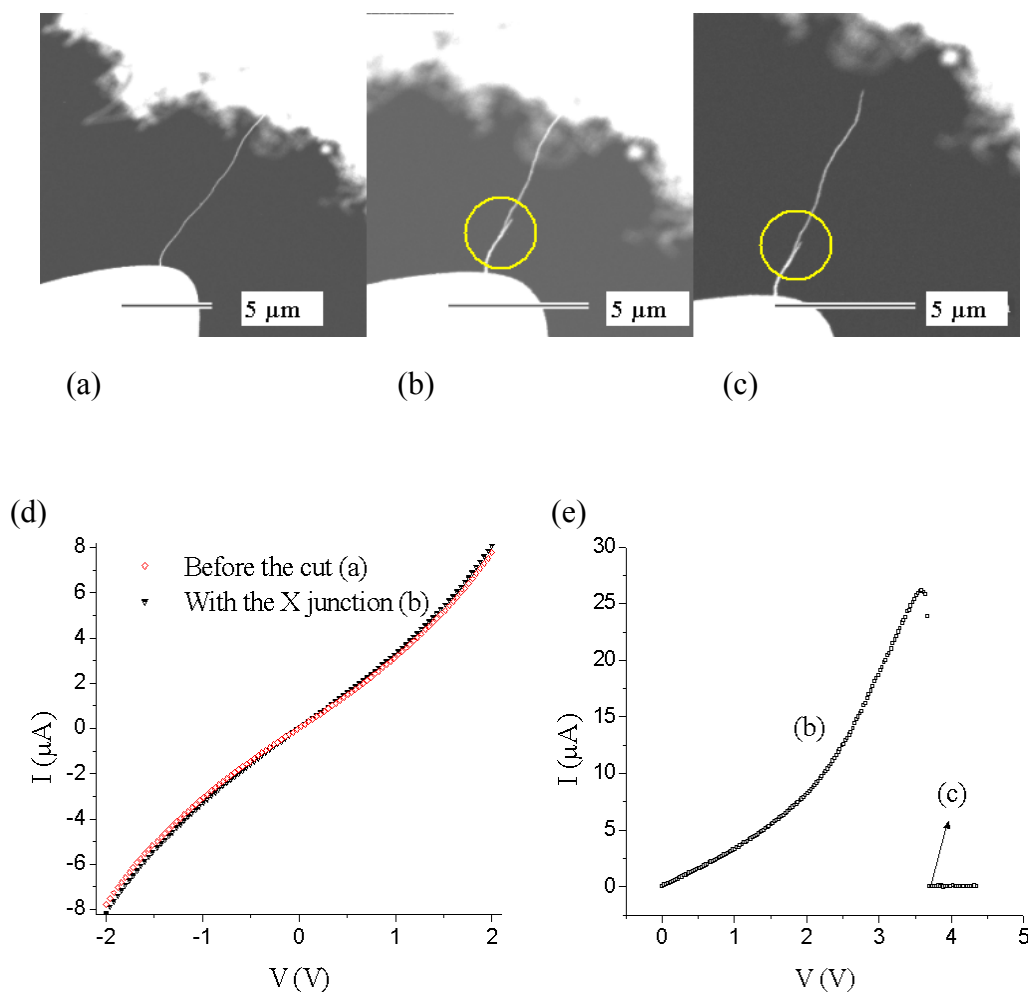 5 µm
5 µm
5 µm
(a)
(b)
(c)
(d)
(e)
8
6
4
2
0
-2
-4
-6
-8
I (µA)
Before the cut (a)
With the X junction (b)
-2
-1
0
1
2
V (V)
30
25
20
15
10
5
0
I (µA)
(b)
(c)
0
1
2
3
4
5
V (V)